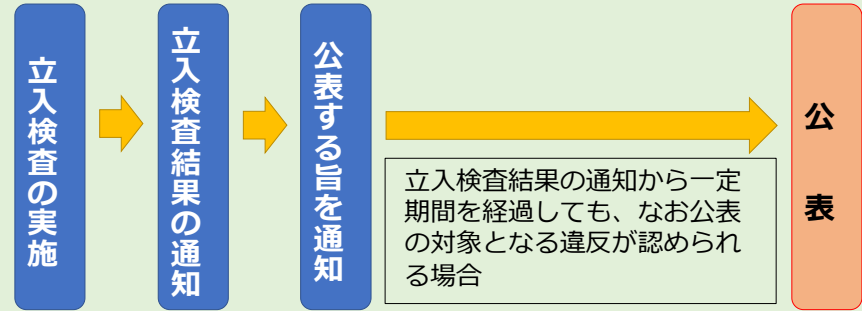 立入検査の実施
立入検査結果の通知
公表する旨を通知
立入検査結果の通知から一定
期間を経過しても、なお公表
の対象となる違反が認められ
る場合
公表